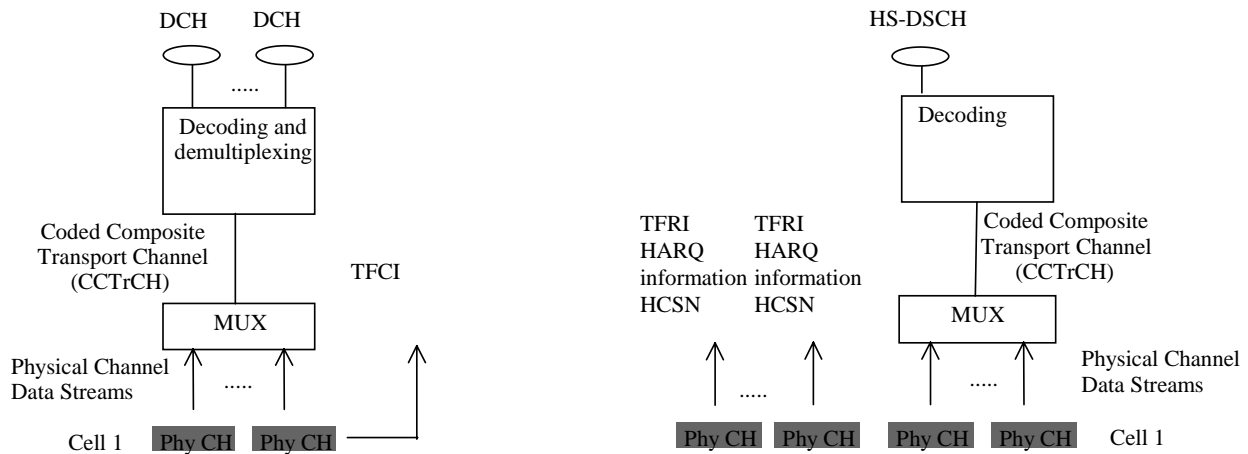 DCH DCH
.....
Decoding and
demultiplexing
Coded Composite
Transport Channel
(CCTrCH)
TFCI
MUX
Physical Channel
Data Streams
.....
Cell 1 Phy CH Phy CH
HS-DSCH
Decoding
TFRI
HARQ
information
HCSN
TFRI
HARQ
information
HCSN
Coded Composite
Transport Channel
(CCTrCH)
MUX
Physical Channel
Data Streams
.....
.....
Phy CH Phy CH Phy CH Phy CH Cell 1